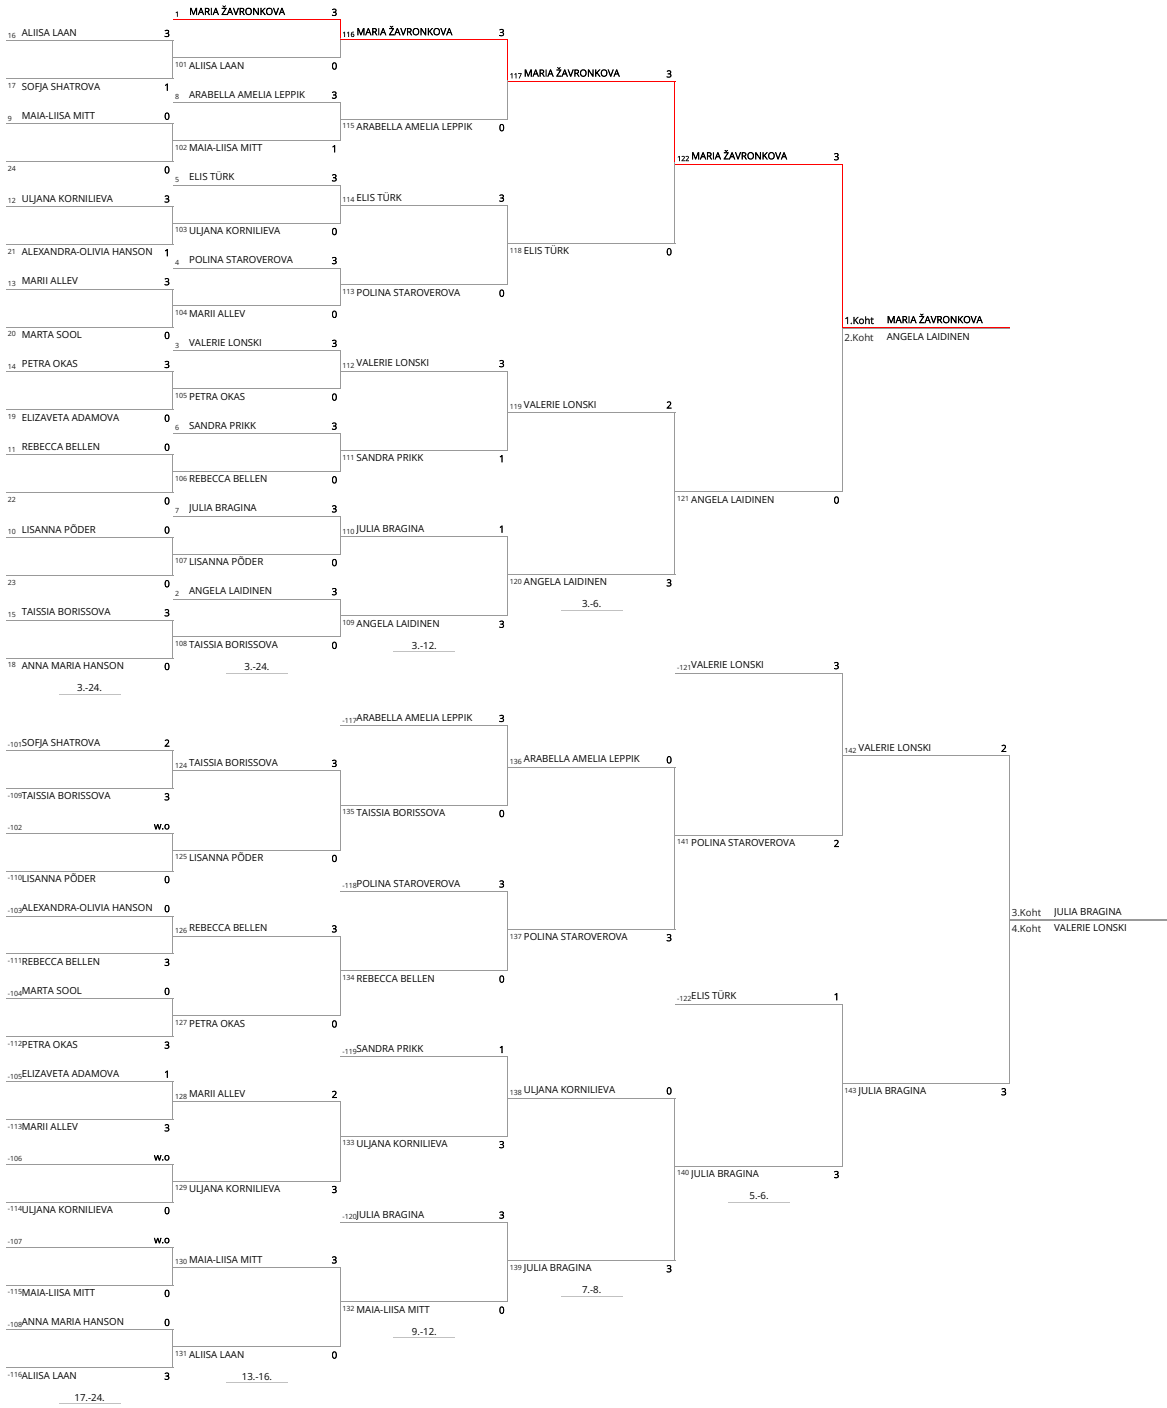 1 MARIA ŽAVRONKOVA 3
16 ALIISA LAAN 3
116 MARIA ŽAVRONKOVA 3
101 ALIISA LAAN 0
117 MARIA ŽAVRONKOVA 3
17 SOFJA SHATROVA 1
8 ARABELLA AMELIA LEPPIK 3
9 MAIA-LIISA MITT 0
115 ARABELLA AMELIA LEPPIK 0
102 MAIA-LIISA MITT 1
122 MARIA ŽAVRONKOVA 3
24 0
5 ELIS TÜRK 3
12 ULJANA KORNILIEVA 3
114 ELIS TÜRK 3
103 ULJANA KORNILIEVA 0
21 ALEXANDRA-OLIVIA HANSON 1
118 ELIS TÜRK 0
4 POLINA STAROVEROVA 3
13 MARII ALLEV 3
113 POLINA STAROVEROVA 0
104 MARII ALLEV 0
1.Koht MARIA ŽAVRONKOVA
20 MARTA SOOL 0
2.Koht ANGELA LAIDINEN
3 VALERIE LONSKI 3
14 PETRA OKAS 3
112 VALERIE LONSKI 3
105 PETRA OKAS 0
119 VALERIE LONSKI 2
19 ELIZAVETA ADAMOVA 0
6 SANDRA PRIKK 3
11 REBECCA BELLEN 0
111 SANDRA PRIKK 1
106 REBECCA BELLEN 0
22 0
121 ANGELA LAIDINEN 0
7 JULIA BRAGINA 3
10 LISANNA PÕDER 0
110 JULIA BRAGINA 1
107 LISANNA PÕDER 0
23 0
120 ANGELA LAIDINEN 3
2 ANGELA LAIDINEN 3
3.-6.
15 TAISSIA BORISSOVA 3
109 ANGELA LAIDINEN 3
108 TAISSIA BORISSOVA 0
3.-12.
18 ANNA MARIA HANSON 0
3.-24.
-121 VALERIE LONSKI 3
3.-24.
-117 ARABELLA AMELIA LEPPIK 3
-101 SOFJA SHATROVA 2
142 VALERIE LONSKI 2
136 ARABELLA AMELIA LEPPIK 0
124 TAISSIA BORISSOVA 3
-109 TAISSIA BORISSOVA 3
135 TAISSIA BORISSOVA 0
-102 w.o
141 POLINA STAROVEROVA 2
125 LISANNA PÕDER 0
-110 LISANNA PÕDER 0
-118 POLINA STAROVEROVA 3
-103 ALEXANDRA-OLIVIA HANSON 0
3.Koht JULIA BRAGINA
126 REBECCA BELLEN 3
4.Koht VALERIE LONSKI
137 POLINA STAROVEROVA 3
-111 REBECCA BELLEN 3
134 REBECCA BELLEN 0
-104 MARTA SOOL 0
-122 ELIS TÜRK 1
127 PETRA OKAS 0
-112 PETRA OKAS 3
-119 SANDRA PRIKK 1
-105 ELIZAVETA ADAMOVA 1
138 ULJANA KORNILIEVA 0
143 JULIA BRAGINA 3
128 MARII ALLEV 2
-113 MARII ALLEV 3
133 ULJANA KORNILIEVA 3
-106 w.o
140 JULIA BRAGINA 3
129 ULJANA KORNILIEVA 3
5.-6.
-114 ULJANA KORNILIEVA 0
-120 JULIA BRAGINA 3
-107 w.o
130 MAIA-LIISA MITT 3
139 JULIA BRAGINA 3
7.-8.
-115 MAIA-LIISA MITT 0
132 MAIA-LIISA MITT 0
-108 ANNA MARIA HANSON 0
9.-12.
131 ALIISA LAAN 0
-116 ALIISA LAAN 3
13.-16.
17.-24.